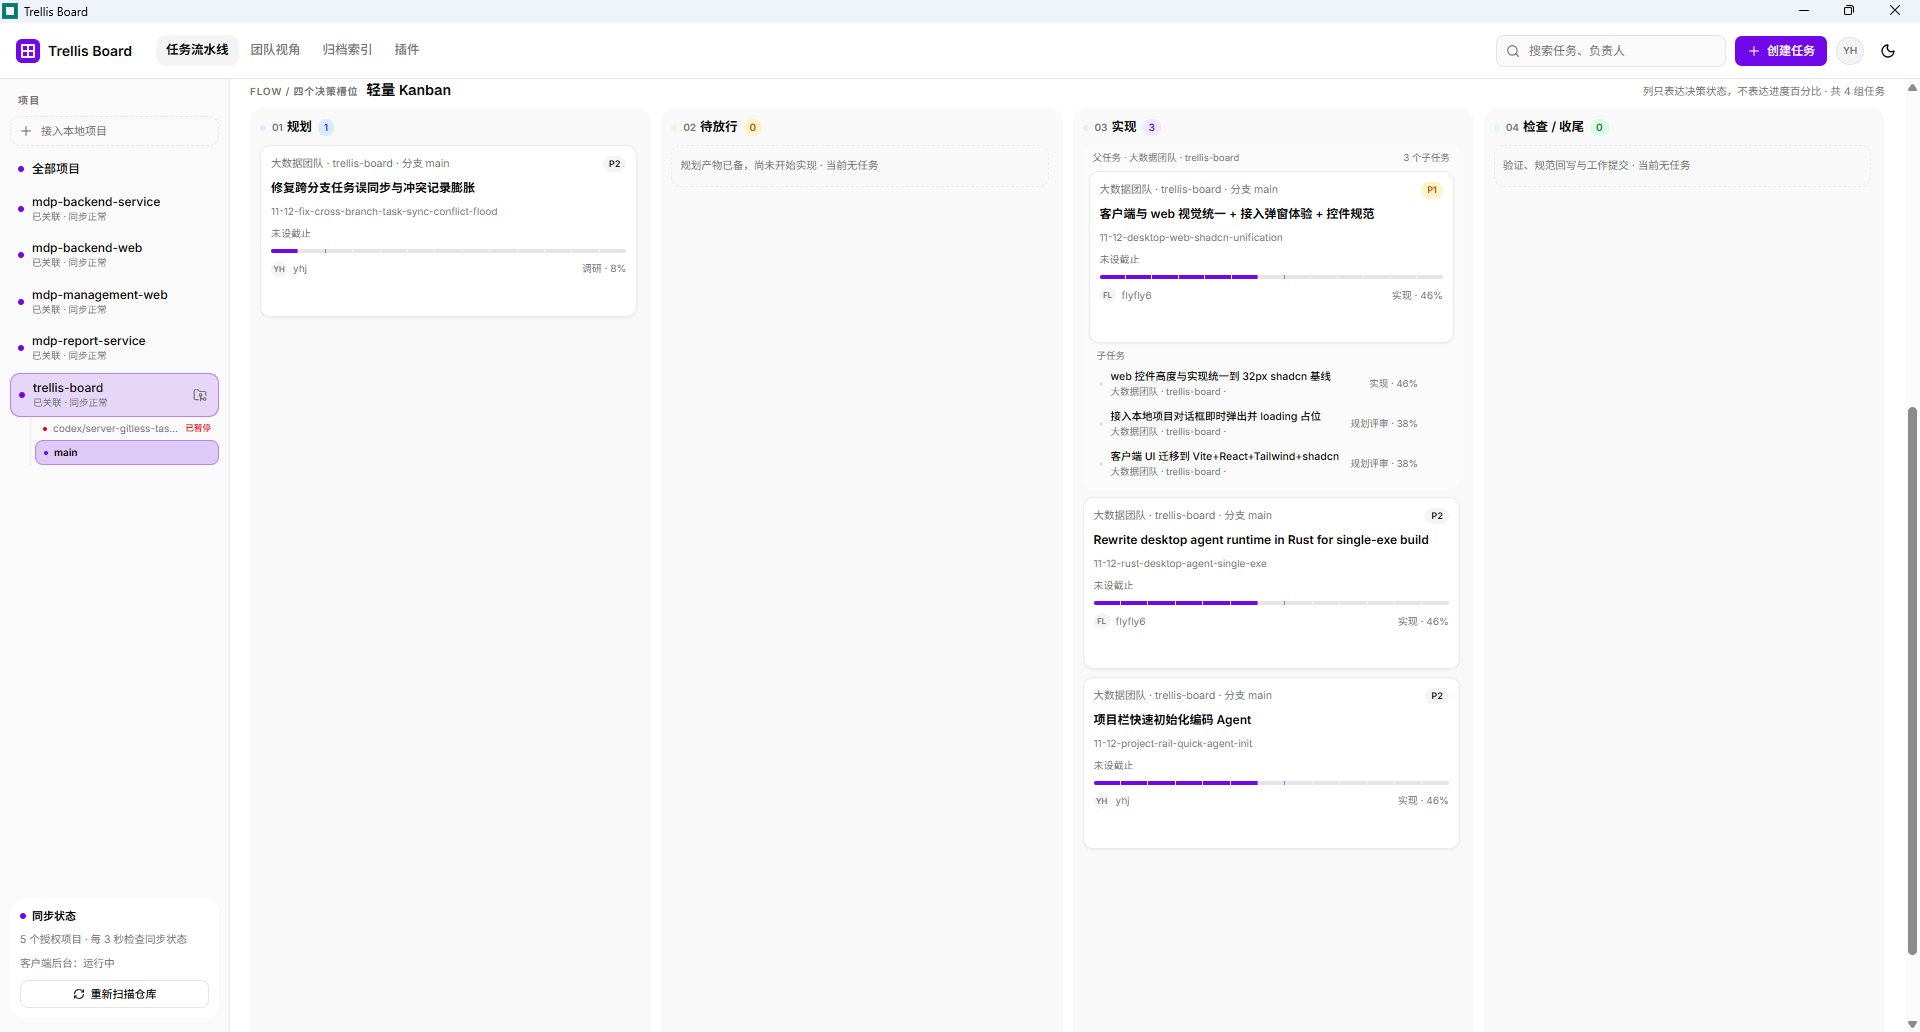 Trellis Board
Trellis Board
任务流水线
团队视角
归档索引
插件
搜索任务、负责人
创建任务
YH
项目
接入本地项目
全部项目
mdp-backend-service
已关联 · 同步正常
mdp-backend-web
已关联 · 同步正常
mdp-management-web
已关联 · 同步正常
mdp-report-service
已关联 · 同步正常
trellis-board
已关联 · 同步正常
codex/server-gitless-tas... 已暂停
main
同步状态
5 个授权项目 · 每 3 秒检查同步状态
客户端后台：运行中
重新扫描仓库
FLOW / 四个决策槽位 轻量 Kanban
列只表达决策状态，不表达进度百分比 · 共 4 组任务
01 规划 1
大数据团队 · trellis-board · 分支 main P2
修复跨分支任务误同步与冲突记录膨胀
11-12-fix-cross-branch-task-sync-conflict-flood
未设截止
YH yhj 调研 · 8%
02 待放行 0
规划产物已备，尚未开始实现 · 当前无任务
03 实现 3
父任务 · 大数据团队 · trellis-board 3 个子任务
大数据团队 · trellis-board · 分支 main P1
客户端与 web 视觉统一 + 接入弹窗体验 + 控件规范
11-12-desktop-web-shadcn-unification
未设截止
FL flyfly6 实现 · 46%
子任务
web 控件高度与实现统一到 32px shadcn 基线
大数据团队 · trellis-board ·
实现 · 46%
接入本地项目对话框即时弹出并 loading 占位
大数据团队 · trellis-board ·
规划评审 · 38%
客户端 UI 迁移到 Vite+React+Tailwind+shadcn
大数据团队 · trellis-board ·
规划评审 · 38%
大数据团队 · trellis-board · 分支 main P2
Rewrite desktop agent runtime in Rust for single-exe build
11-12-rust-desktop-agent-single-exe
未设截止
FL flyfly6 实现 · 46%
大数据团队 · trellis-board · 分支 main P2
项目栏快速初始化编码 Agent
11-12-project-rail-quick-agent-init
未设截止
YH yhj 实现 · 46%
04 检查 / 收尾 0
验证、规范回写与工作提交 · 当前无任务